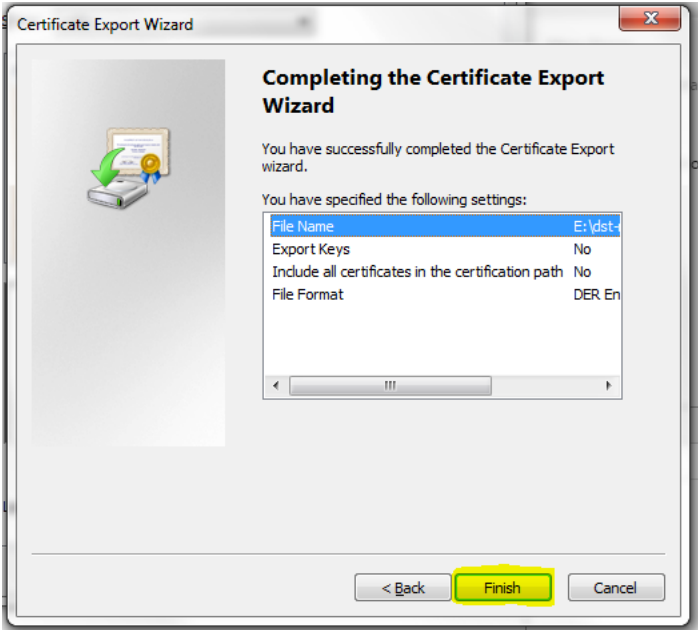 Certificate Export Wizard
Completing the Certificate Export
Wizard
You have successfully completed the Certificate Export
wizard.
You have specified the following settings:
File Name E:\dst-
Export Keys No
Include all certificates in the certification path No
File Format DER En
< Back Finish Cancel